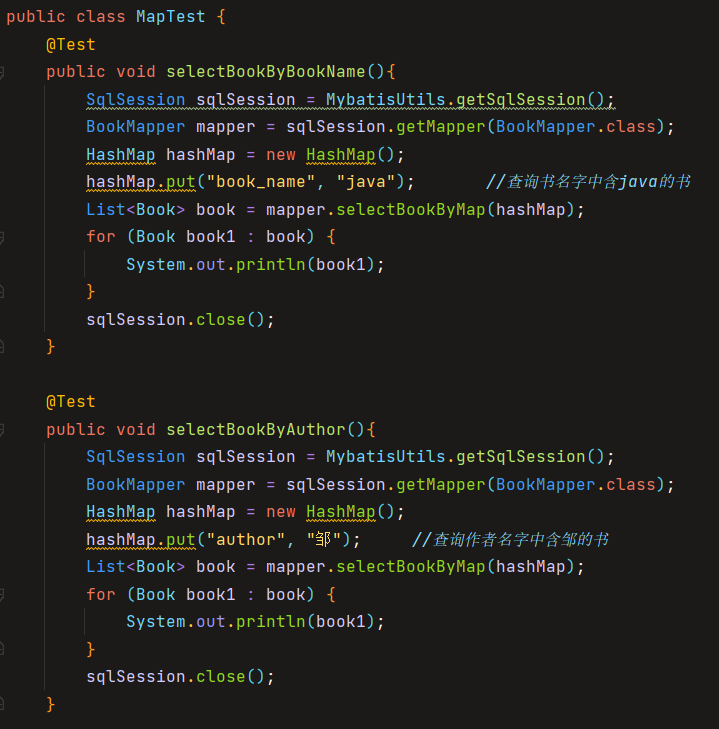 public class MapTest {
@Test
public void selectBookByBookName(){
SqlSession sqlSession = MybatisUtils.getSqlSession();
BookMapper mapper = sqlSession.getMapper(BookMapper.class);
HashMap hashMap = new HashMap();
hashMap.put("book_name", "java"); //查询书名字中含java的书
List<Book> book = mapper.selectBookByMap(hashMap);
for (Book book1 : book) {
System.out.println(book1);
}
sqlSession.close();
}
@Test
public void selectBookByAuthor(){
SqlSession sqlSession = MybatisUtils.getSqlSession();
BookMapper mapper = sqlSession.getMapper(BookMapper.class);
HashMap hashMap = new HashMap();
hashMap.put("author", "邹"); //查询作者名字中含邹的书
List<Book> book = mapper.selectBookByMap(hashMap);
for (Book book1 : book) {
System.out.println(book1);
}
sqlSession.close();
}